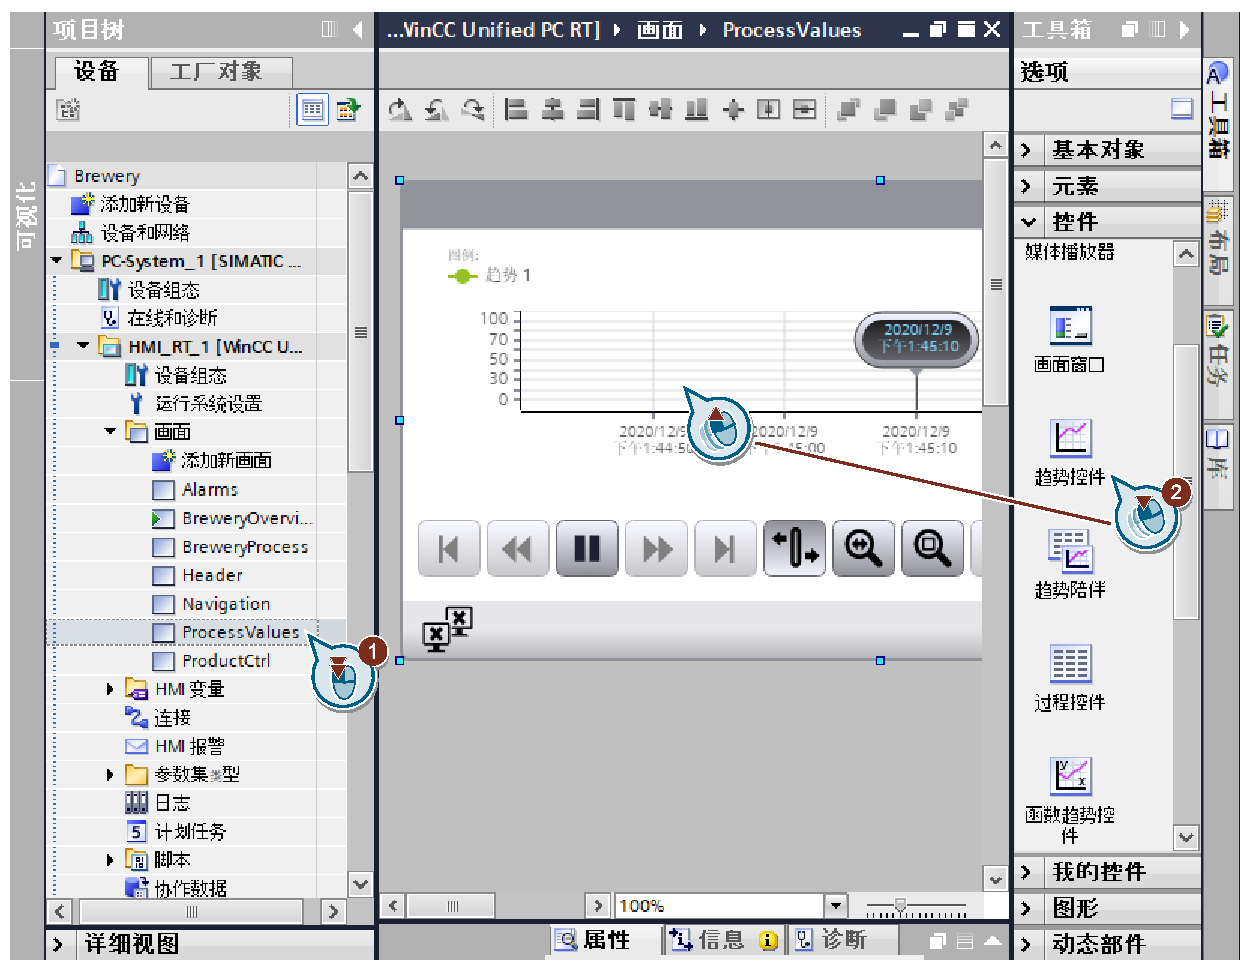 可视化
项目树
设备
工厂对象
Brewery
添加新设备
设备和网络
PC-System_1 [SIMATIC ...
设备组态
在线和诊断
HMI_RT_1 [WinCC U...
设备组态
运行系统设置
画面
添加新画面
Alarms
BreweryOvervi...
BreweryProcess
Header
Navigation
ProcessValues
ProductCtrl
HMI 变量
连接
HMI 报警
参数集类型
日志
计划任务
脚本
协作数据
详细视图
1
...VinCC Unified PC RT]
画面
ProcessValues
图例:
趋势 1
100
70
50
30
0
2020/12/9
下午1:45:10
2020/12/9
下午1:44:50
2020/12/9
2020/12/9
下午1:45:10
100%
属性
信息
诊断
工具箱
选项
基本对象
元素
控件
媒体播放器
画面窗口
趋势控件
2
趋势陪伴
过程控件
函数趋势控
件
我的控件
图形
动态部件
工具箱
布局
任务
库